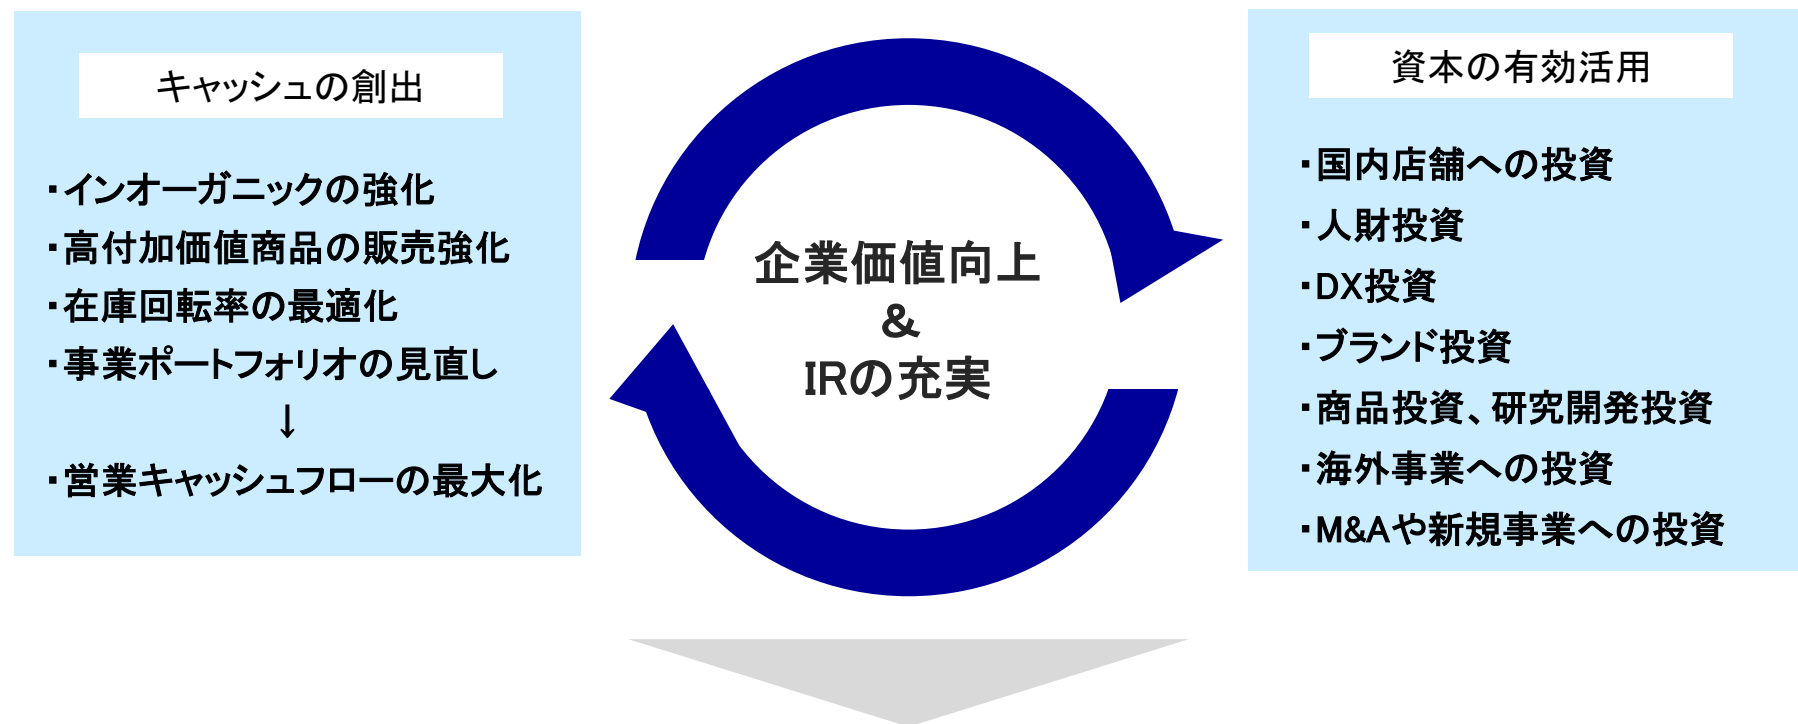 キャッシュの創出
・インオーガニックの強化
・高付加価値商品の販売強化
・在庫回転率の最適化
・事業ポートフォリオの見直し
↓
・営業キャッシュフローの最大化
企業価値向上
＆
IRの充実
資本の有効活用
・国内店舗への投資
・人財投資
・DX投資
・ブランド投資
・商品投資、研究開発投資
・海外事業への投資
・M&Aや新規事業への投資